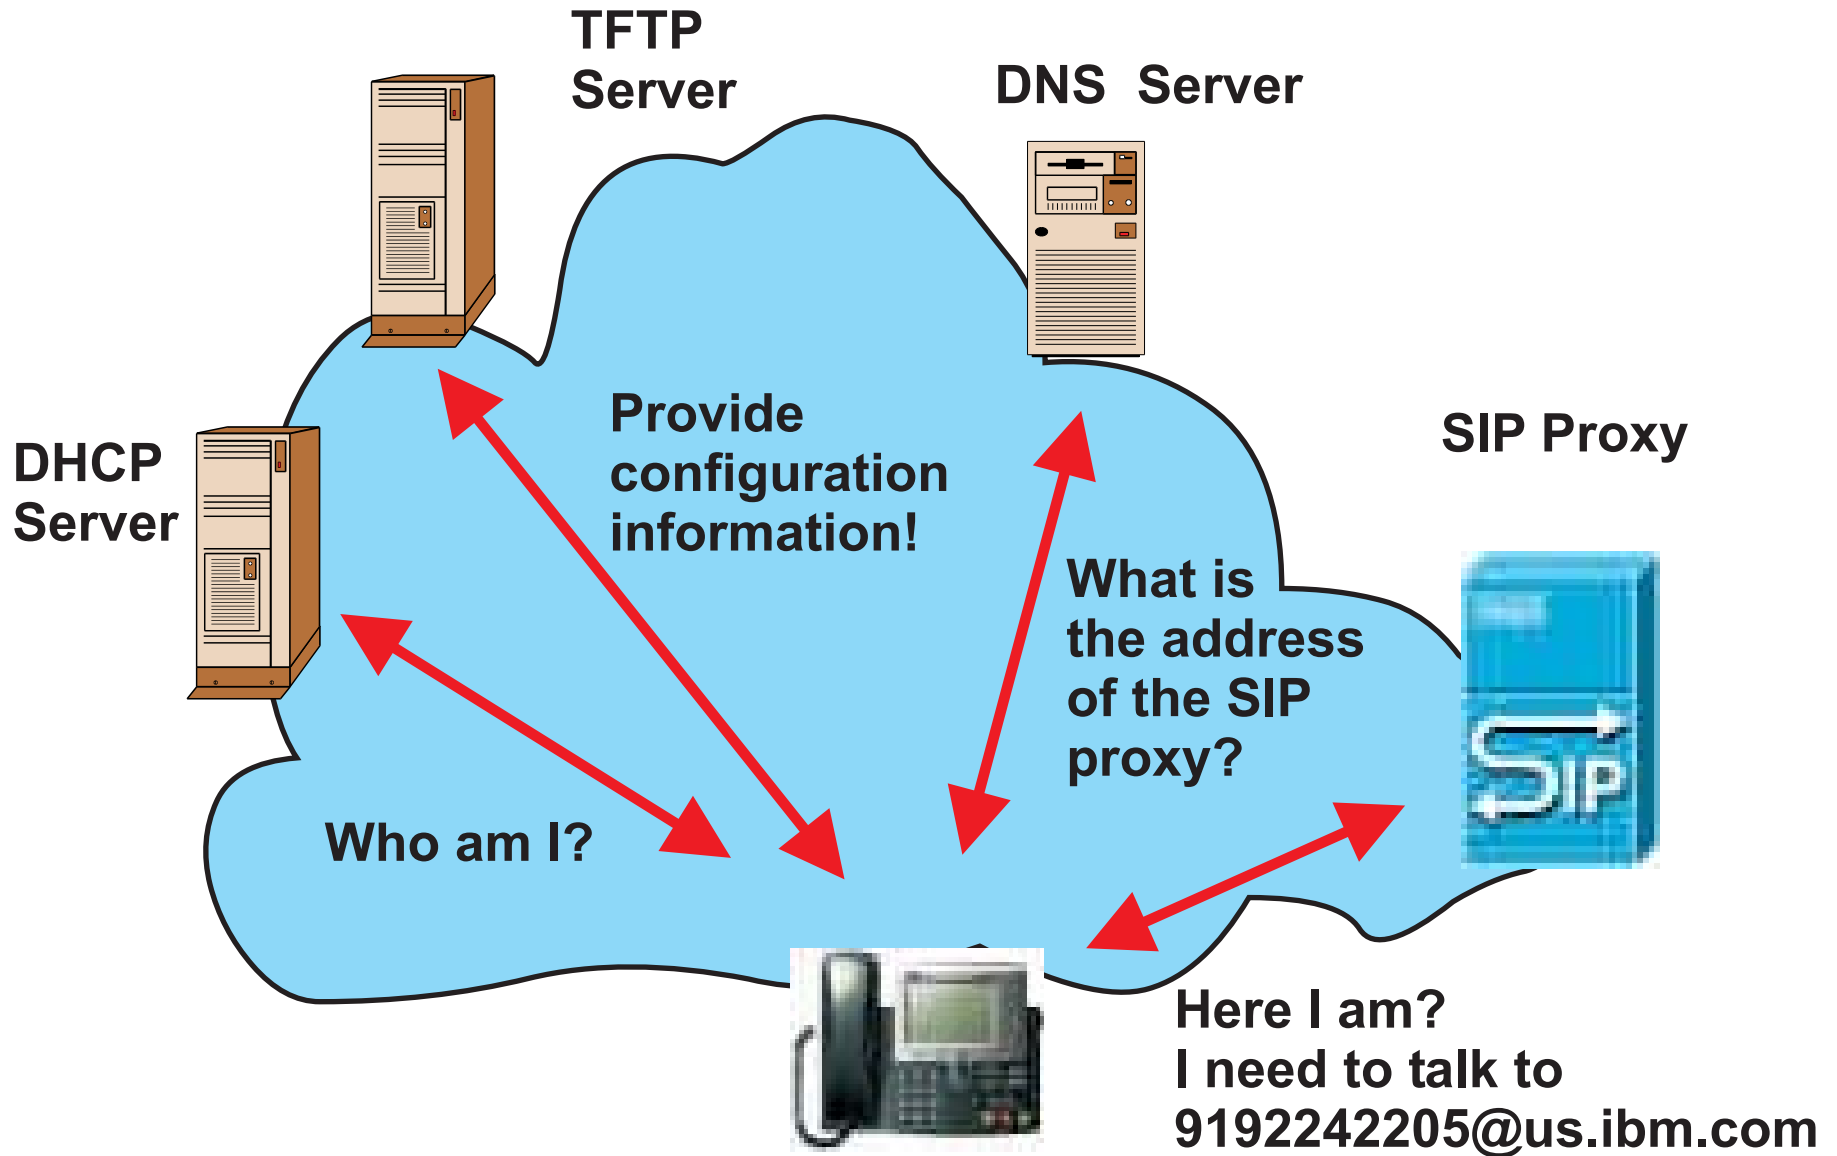 TFTP
Server
DNS Server
DHCP
Server
Provide
configuration
information!
SIP Proxy
What is
the address
of the SIP
proxy?
SIP
Who am I?
Here I am?
I need to talk to
9192242205@us.ibm.com